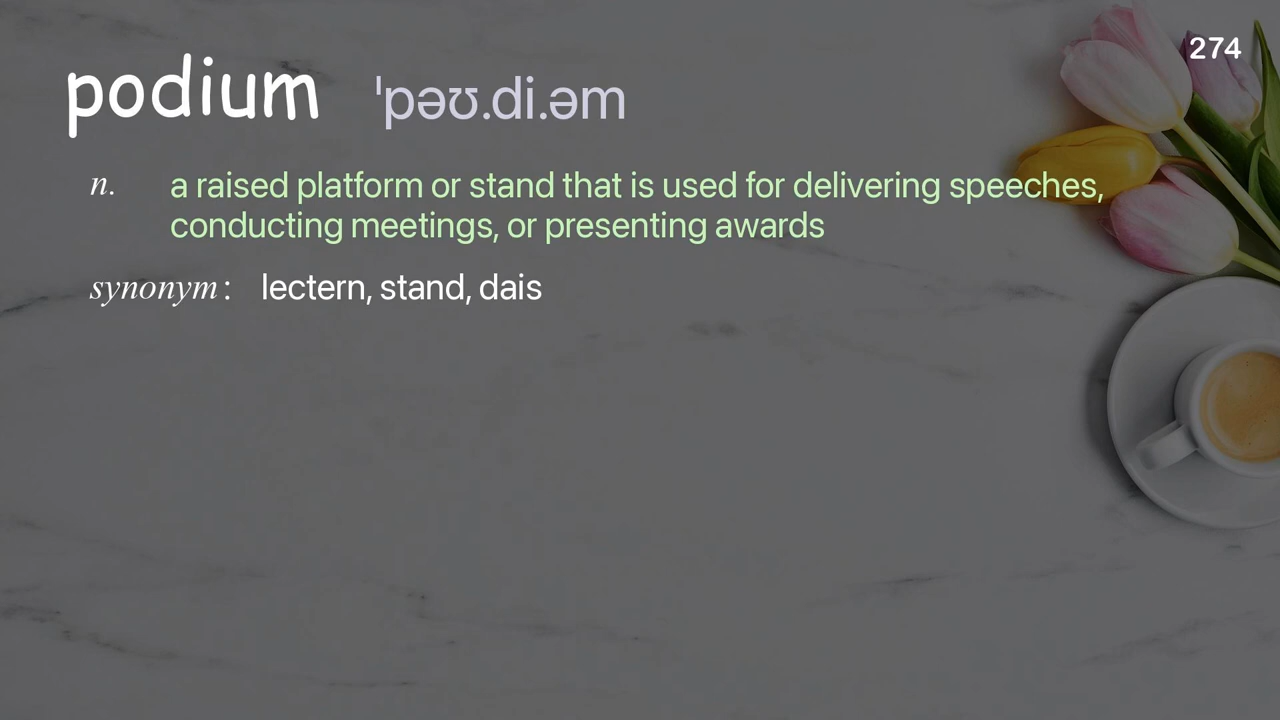 274
podium ˈpəʊ.di.əm
n. a raised platform or stand that is used for delivering speeches,
conducting meetings, or presenting awards
synonym: lectern, stand, dais